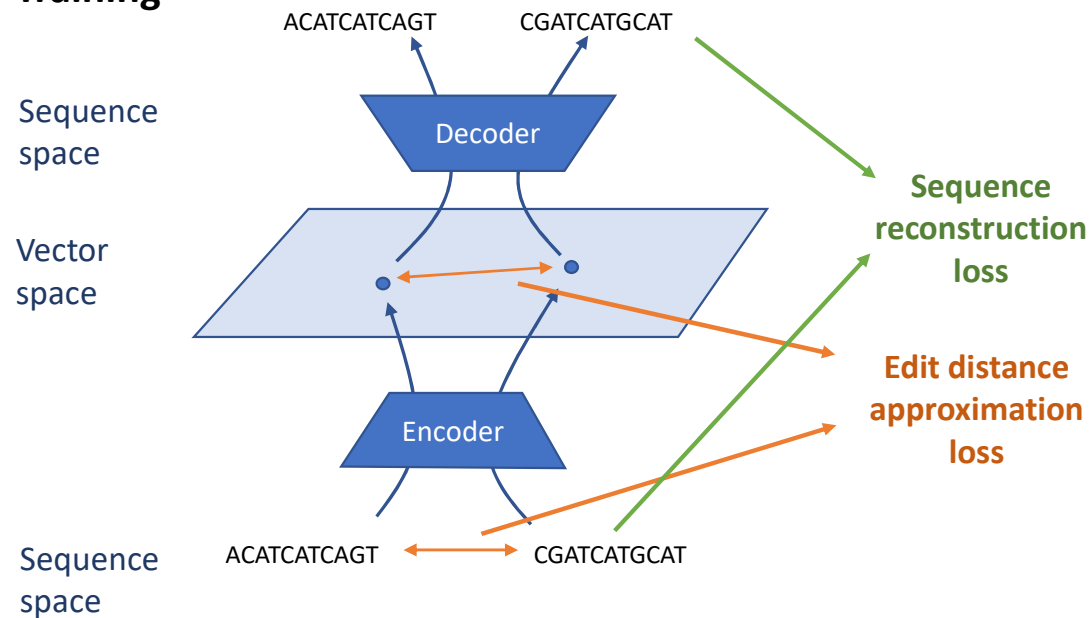 Training
ACATCATCAGT
CGATCATGCAT
Sequence
space
Decoder
Sequence
reconstruction
loss
Vector
space
Edit distance
approximation
loss
Encoder
ACATCATCAGT
CGATCATGCAT
Sequence
space